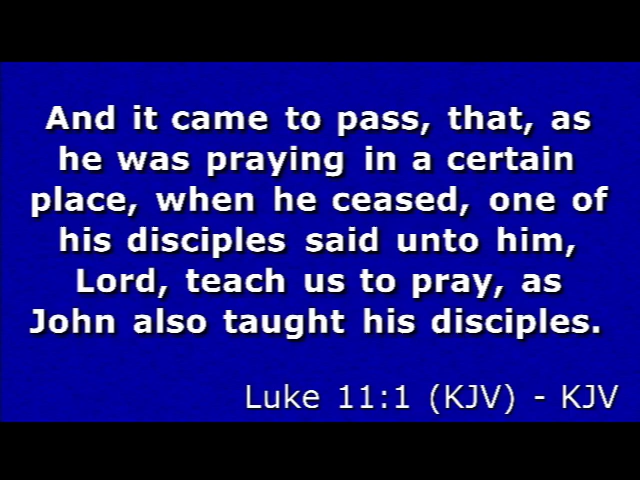 And it came to pass, that, as
he was praying in a certain
place, when he ceased, one of
his disciples said unto him,
Lord, teach us to pray, as
John also taught his disciples.
Luke 11:1 (KJV) - KJV